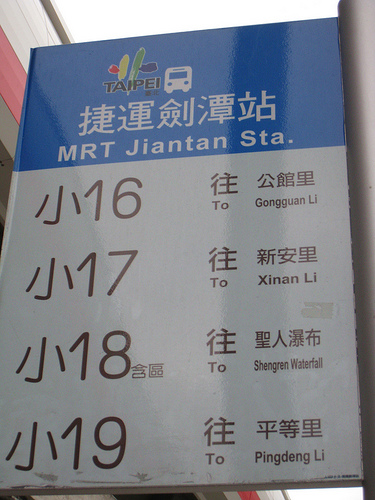 TAIPEI
捷運劍潭站
MRT Jiantan Sta.
小16 往 公館里
To Gongguan Li
小17 往 新安里
To Xinan Li
小18含區 往 聖人瀑布
To Shengren Waterfall
小19 往 平等里
To Pingdeng Li